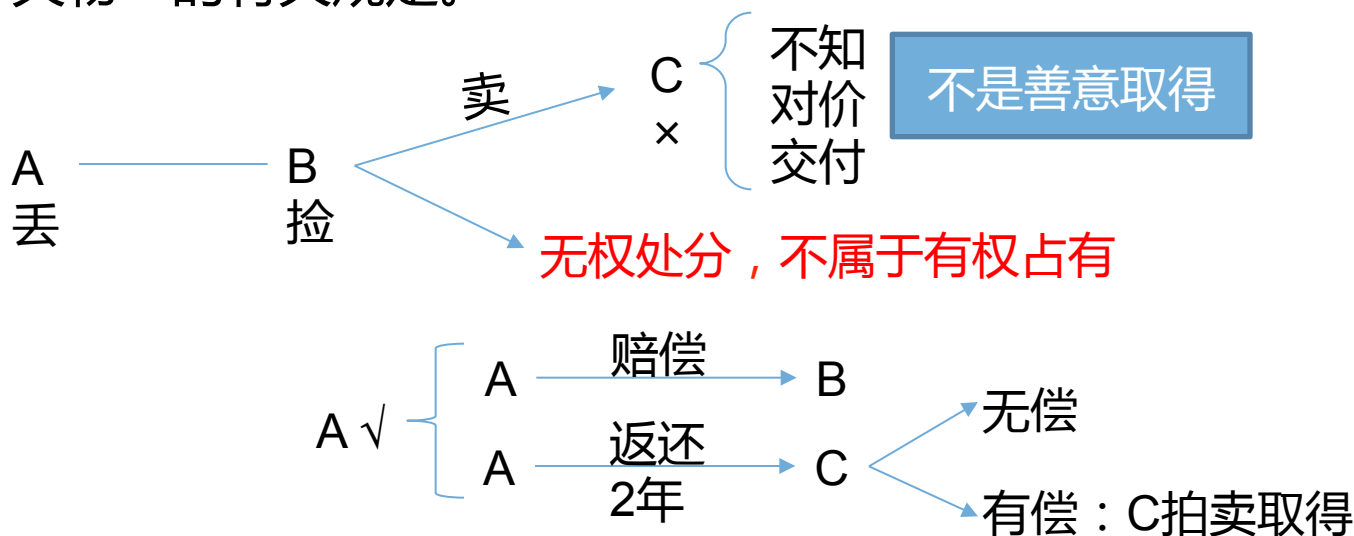 卖
C
×
不知
对价
交付
不是善意取得
A
丢
B
捡
无权处分，不属于有权占有
A √
A
赔偿
B
A
返还
2年
C
无偿
有偿：C拍卖取得